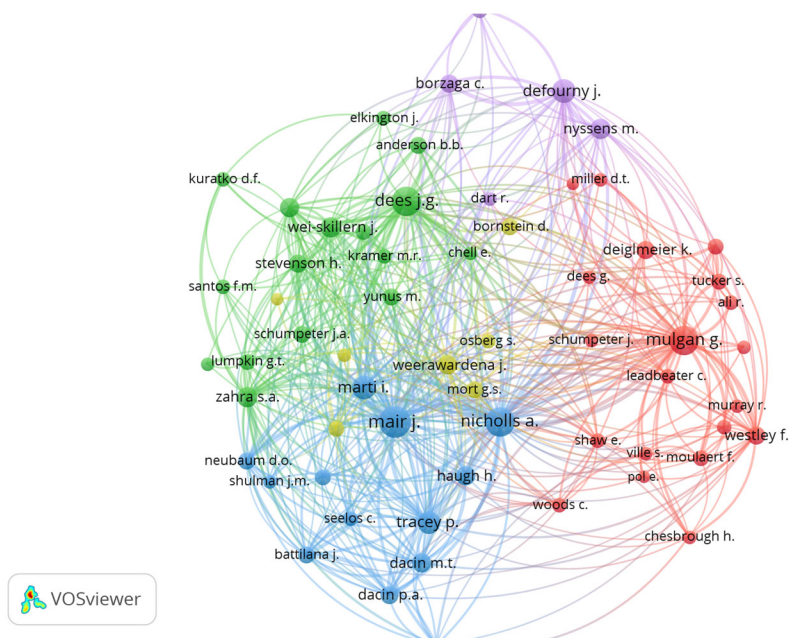 borzaga c.
defourny j.
elkington j.
nyssens m.
anderson b.b.
kuratko d.f.
miller d.t.
dees j.g.
dart r.
wei-skillern j.
bornstein d.
kramer m.r.
chell e.
deiglmeier k.
stevenson h.
dees g.
tucker s.
santos f.m.
yunus m.
ali r.
schumpeter j.a.
osberg s.
schumpeter j.
mulgan g.
lumpkin g.t.
weerawardena j.
leadbeater c.
marti i.
mort g.s.
zahra s.a.
murray r.
mair j.
nicholls a.
westley f.
shaw e.
ville s.
moulaert f.
neubaum d.o.
shulman j.m.
haugh h.
pol e.
woods c.
seelos c.
tracey p.
chesbrough h.
battilana j.
dacin m.t.
dacin p.a.
VOSviewer